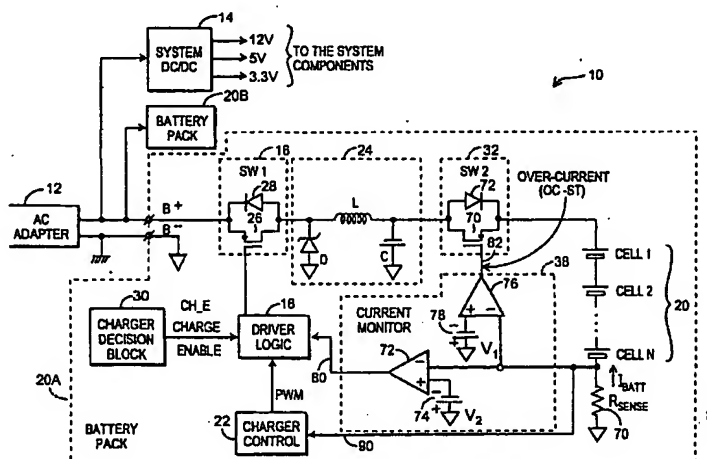 14
SYSTEM
DC/DC
12V
5V
3.3V
TO THE SYSTEM
COMPONENTS
10
20B
BATTERY
PACK
12
AC
ADAPTER
B+
B-
18
SW 1
28
26
24
L
D
C
32
SW 2
72
70
82
OVER-CURRENT
(OC-ST)
38
CELL 1
CELL 2
CELL N
20
30
CHARGER
DECISION
BLOCK
CH_E
CHARGE
ENABLE
16
DRIVER
LOGIC
CURRENT
MONITOR
76
+ -
78
-
+
V1
72
-
+
80
74
-
+
V2
IBATT
RSENSE
70
20A
BATTERY
PACK
PWM
22
CHARGER
CONTROL
90